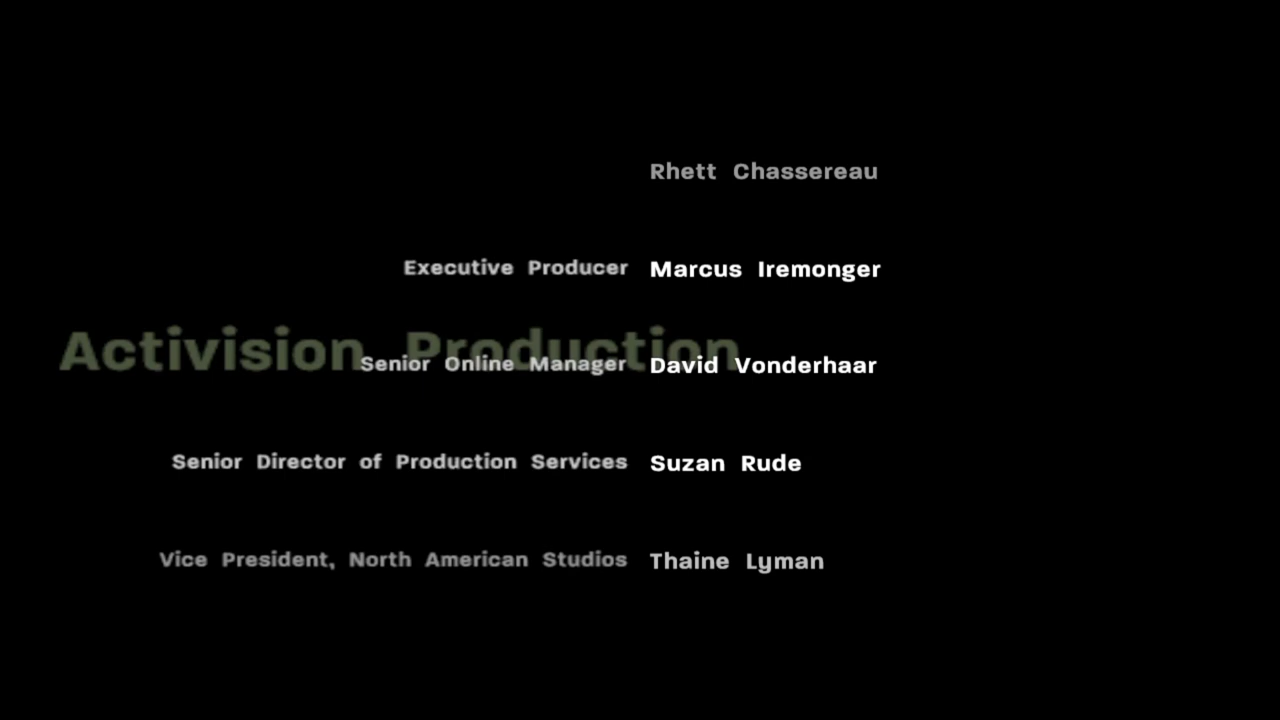 Rhett Chassereau
Executive Producer Marcus Iremonger
Activision Production
Senior Online Manager David Vonderhaar
Senior Director of Production Services Suzan Rude
Vice President, North American Studios Thaine Lyman